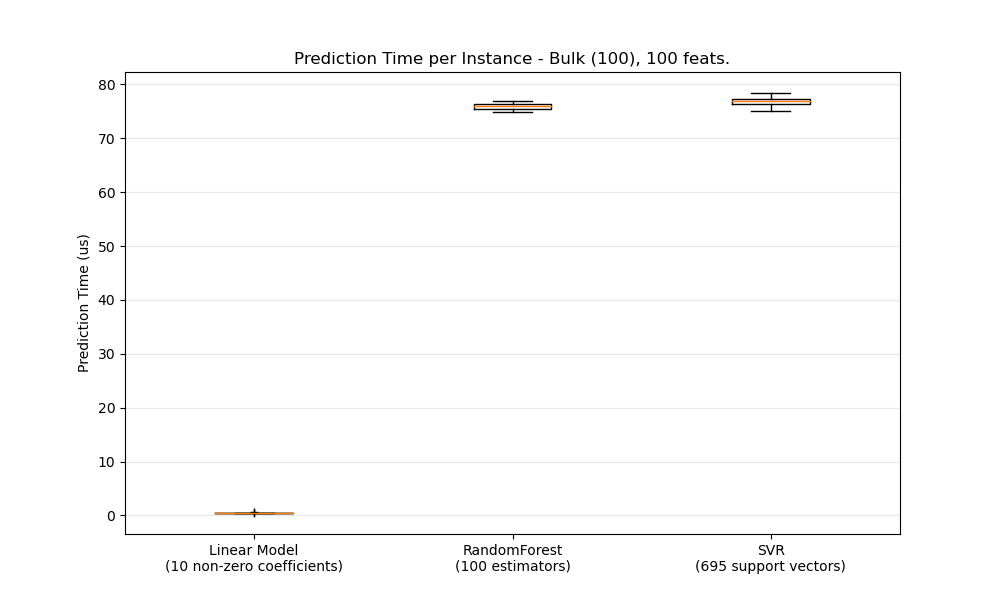 Prediction Time per Instance - Bulk (100), 100 feats.
80
70
60
50
40
30
20
10
0
Prediction Time (us)
Linear Model
(10 non-zero coefficients)
RandomForest
(100 estimators)
SVR
(695 support vectors)